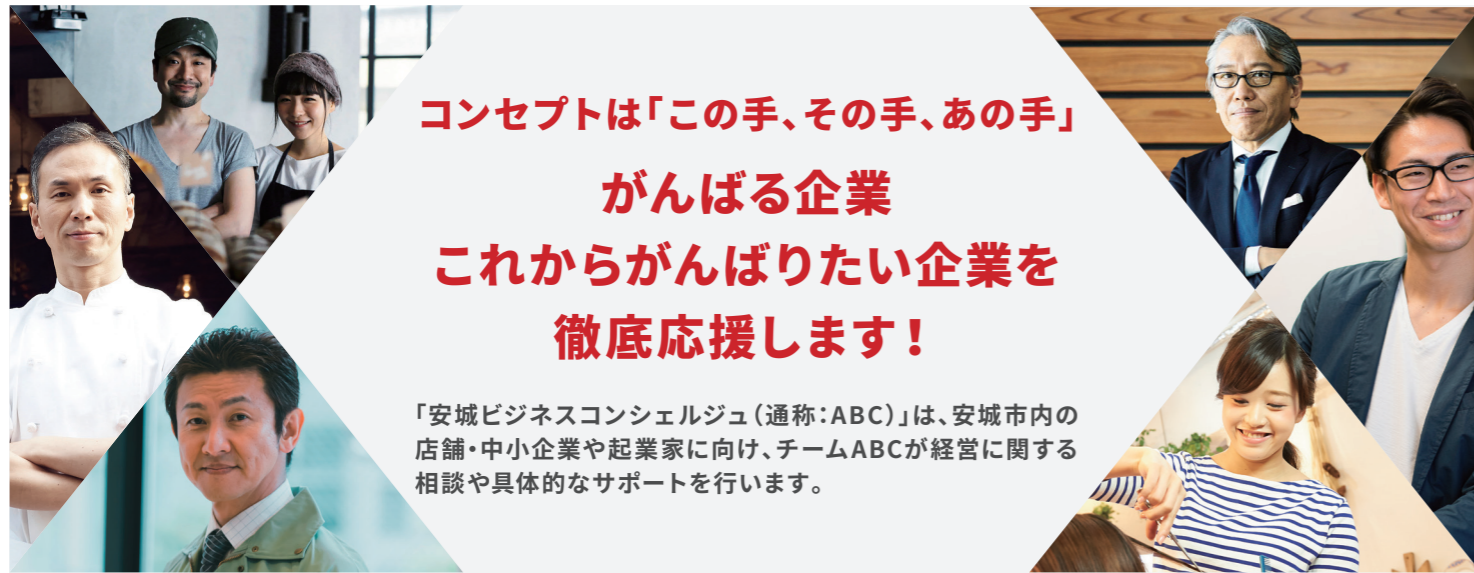 コンセプトは「この手、その手、あの手」
がんばる企業
これからがんばりたい企業を
徹底応援します！
「安城ビジネスコンシェルジュ（通称：ABC）」は、安城市内の
店舗・中小企業や起業家に向け、チームABCが経営に関する
相談や具体的なサポートを行います。